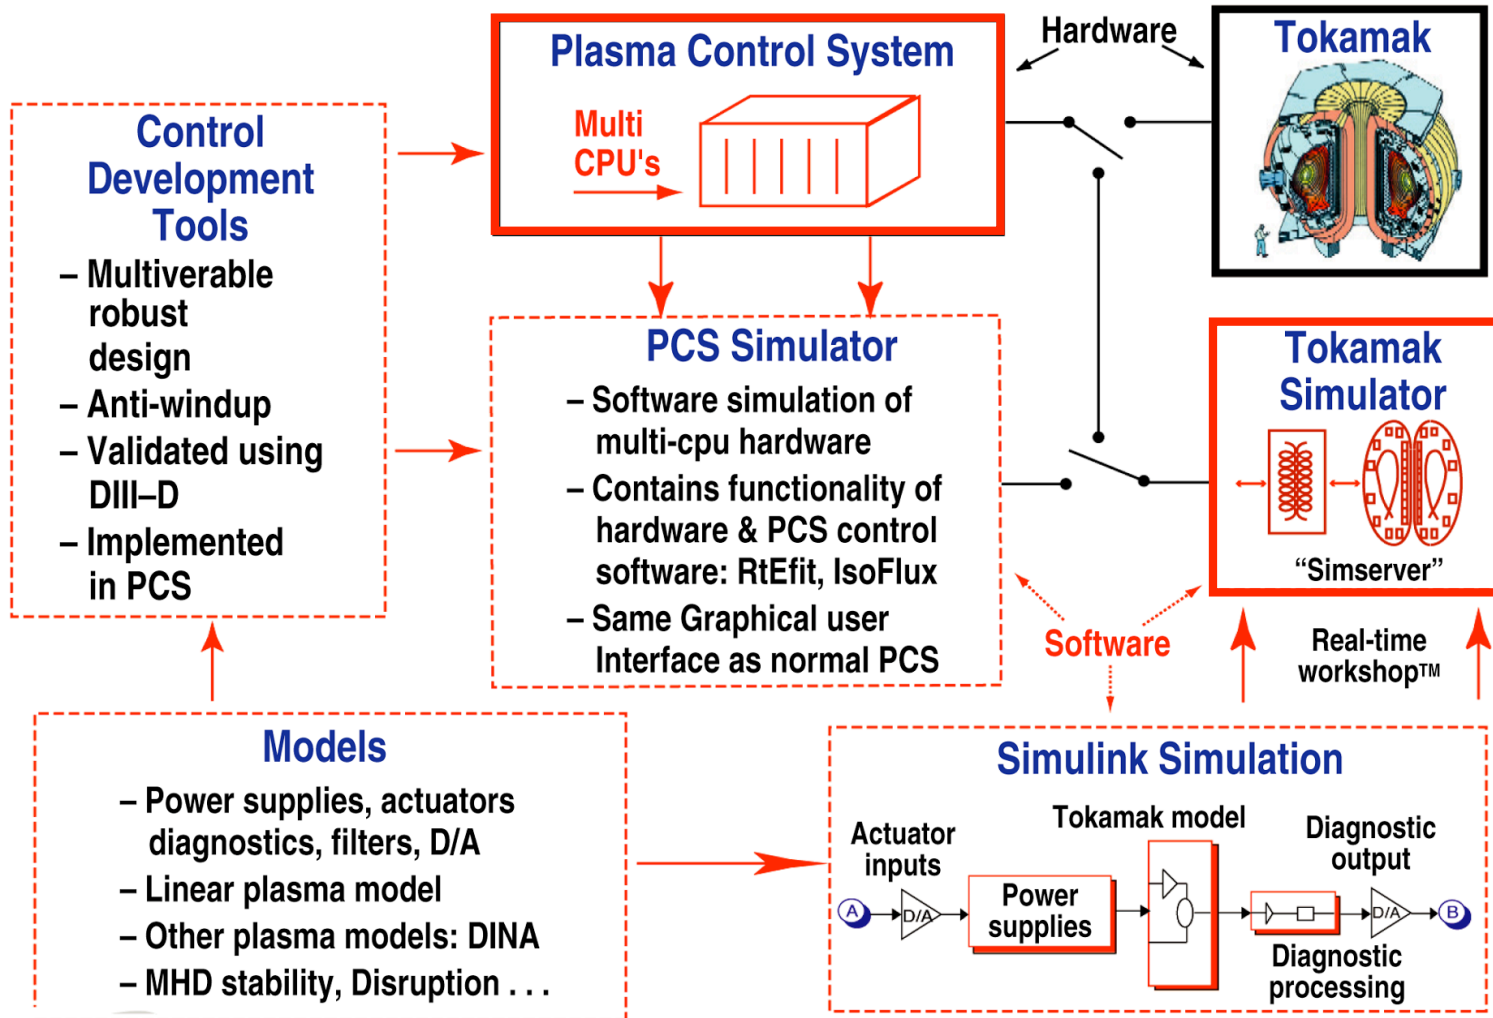 Plasma Control System
Multi
CPU's
Hardware
Tokamak
Control
Development
Tools
– Multiverable
robust
design
– Anti-windup
– Validated using
DIII–D
– Implemented
in PCS
PCS Simulator
– Software simulation of
multi-cpu hardware
– Contains functionality of
hardware & PCS control
software: RtEfit, IsoFlux
– Same Graphical user
Interface as normal PCS
Tokamak
Simulator
“Simserver”
Software
Real-time
workshop™
Models
– Power supplies, actuators
diagnostics, filters, D/A
– Linear plasma model
– Other plasma models: DINA
– MHD stability, Disruption . . .
Simulink Simulation
Actuator
inputs
A
D/A
Power
supplies
Tokamak model
Diagnostic
output
D/A
B
Diagnostic
processing